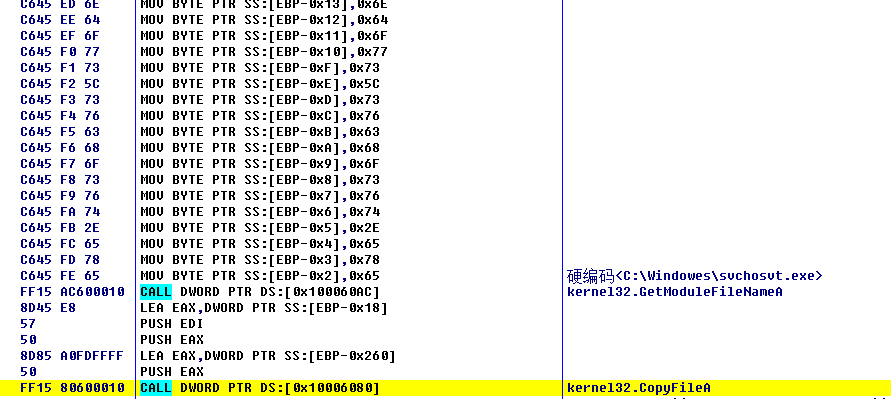 C645 ED 6E MOV BYTE PTR SS:[EBP-0x13],0x6E
C645 EE 64 MOV BYTE PTR SS:[EBP-0x12],0x64
C645 EF 6F MOV BYTE PTR SS:[EBP-0x11],0x6F
C645 F0 77 MOV BYTE PTR SS:[EBP-0x10],0x77
C645 F1 73 MOV BYTE PTR SS:[EBP-0xF],0x73
C645 F2 5C MOV BYTE PTR SS:[EBP-0xE],0x5C
C645 F3 73 MOV BYTE PTR SS:[EBP-0xD],0x73
C645 F4 76 MOV BYTE PTR SS:[EBP-0xC],0x76
C645 F5 63 MOV BYTE PTR SS:[EBP-0xB],0x63
C645 F6 68 MOV BYTE PTR SS:[EBP-0xA],0x68
C645 F7 6F MOV BYTE PTR SS:[EBP-0x9],0x6F
C645 F8 73 MOV BYTE PTR SS:[EBP-0x8],0x73
C645 F9 76 MOV BYTE PTR SS:[EBP-0x7],0x76
C645 FA 74 MOV BYTE PTR SS:[EBP-0x6],0x74
C645 FB 2E MOV BYTE PTR SS:[EBP-0x5],0x2E
C645 FC 65 MOV BYTE PTR SS:[EBP-0x4],0x65
C645 FD 78 MOV BYTE PTR SS:[EBP-0x3],0x78
C645 FE 65 MOV BYTE PTR SS:[EBP-0x2],0x65 硬编码<C:\Windowes\svchosvt.exe>
FF15 AC600010 CALL DWORD PTR DS:[0x100060AC] kernel32.GetModuleFileNameA
8D45 E8 LEA EAX,DWORD PTR SS:[EBP-0x18]
57 PUSH EDI
50 PUSH EAX
8D85 A0FDFFFF LEA EAX,DWORD PTR SS:[EBP-0x260]
50 PUSH EAX
FF15 80600010 CALL DWORD PTR DS:[0x10006080] kernel32.CopyFileA